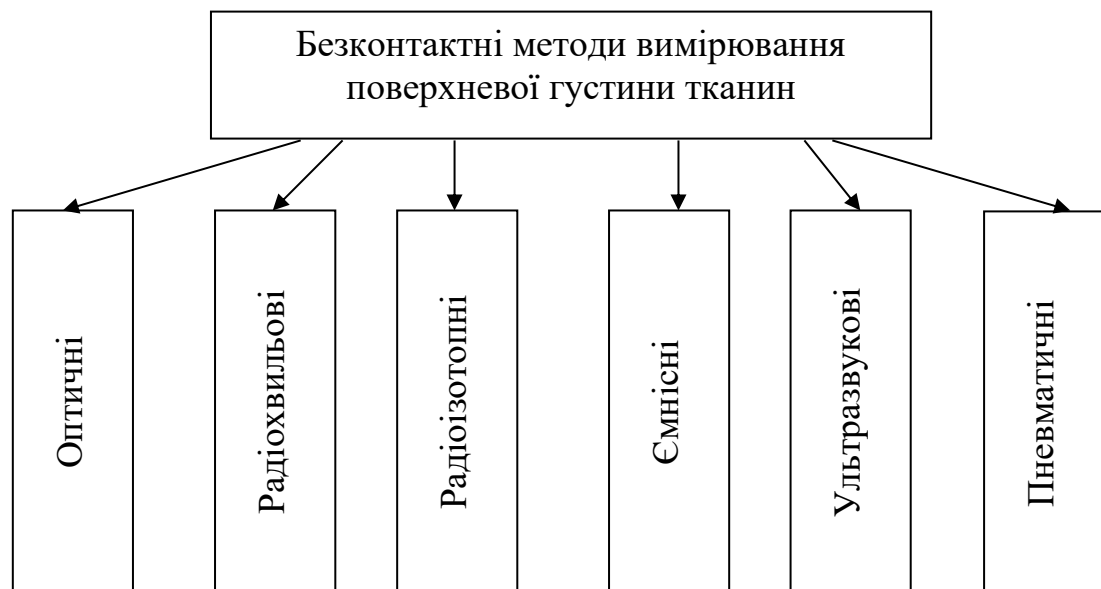 Безконтактні методи вимірювання
поверхневої густини тканин
Оптичні
Радіохвильові
Радіоізотопні
Ємнісні
Ультразвукові
Пневматичні